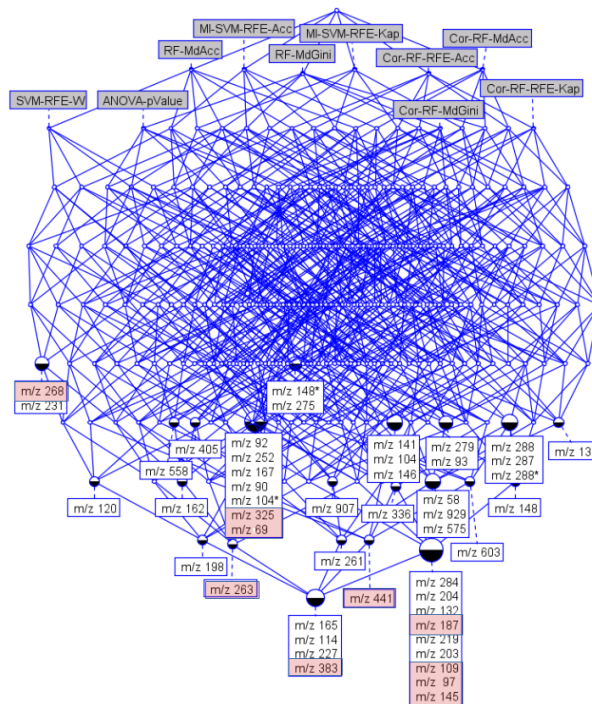 MI-SVM-RFE-Acc
MI-SVM-RFE-Kap
Cor-RF-MdAcc
RF-MdAcc
RF-MdGini
Cor-RF-RFE-Acc
SVM-RFE-W
ANOVA-pValue
Cor-RF-MdGini
Cor-RF-RFE-Kap
m/z 268
m/z 231
m/z 148*
m/z 275
m/z 405
m/z 558
m/z 92
m/z 252
m/z 167
m/z 90
m/z 104*
m/z 325
m/z 69
m/z 141
m/z 104
m/z 146
m/z 279
m/z 93
m/z 288
m/z 287
m/z 288*
m/z 13
m/z 120
m/z 162
m/z 907
m/z 336
m/z 58
m/z 929
m/z 575
m/z 148
m/z 198
m/z 261
m/z 603
m/z 263
m/z 441
m/z 165
m/z 114
m/z 227
m/z 383
m/z 284
m/z 204
m/z 132
m/z 187
m/z 219
m/z 203
m/z 109
m/z 97
m/z 145